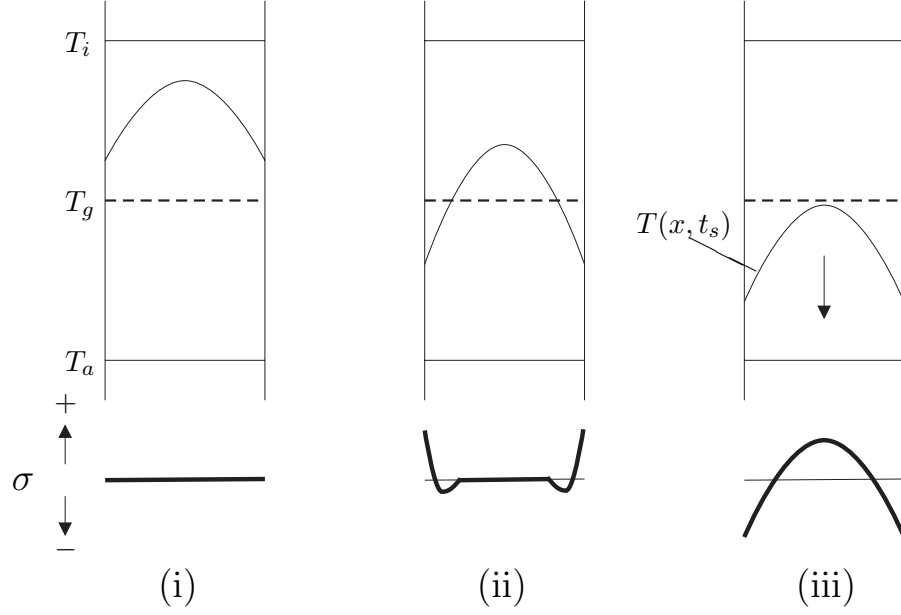 T_i
T_g
T(x, t_s)
T_a
+
σ
−
(i) (ii) (iii)